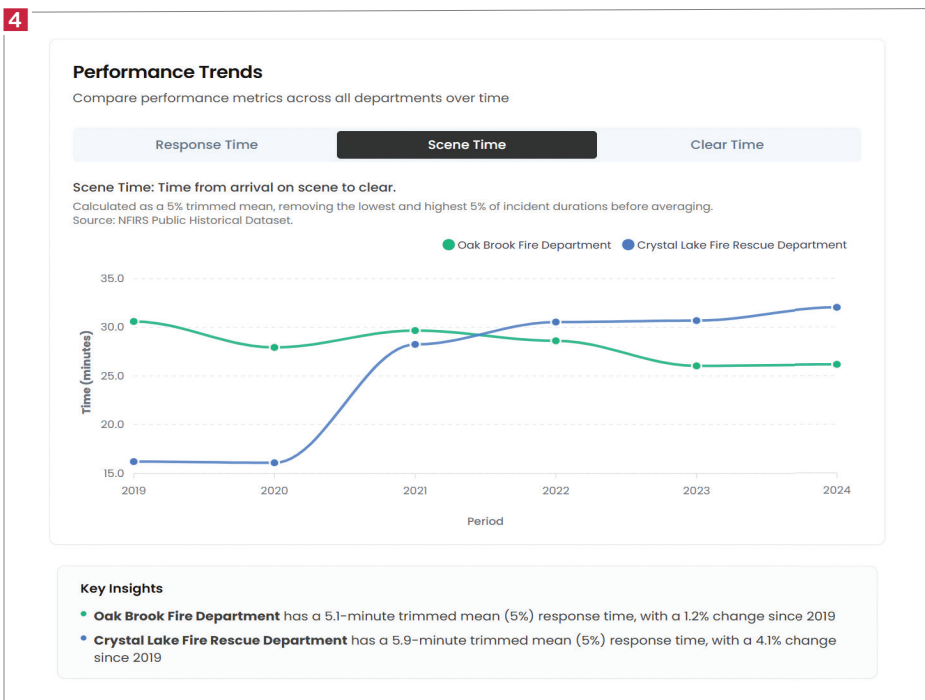 4
Performance Trends
Compare performance metrics across all departments over time
Response Time
Scene Time
Clear Time
Scene Time: Time from arrival on scene to clear.
Calculated as a 5% trimmed mean, removing the lowest and highest 5% of incident durations before averaging.
Source: NFIRS Public Historical Dataset.
Oak Brook Fire Department
Crystal Lake Fire Rescue Department
35.0
30.0
25.0
20.0
15.0
Time (minutes)
2019
2020
2021
2022
2023
2024
Period
Key Insights
• Oak Brook Fire Department has a 5.1-minute trimmed mean (5%) response time, with a 1.2% change since 2019
• Crystal Lake Fire Rescue Department has a 5.9-minute trimmed mean (5%) response time, with a 4.1% change
since 2019